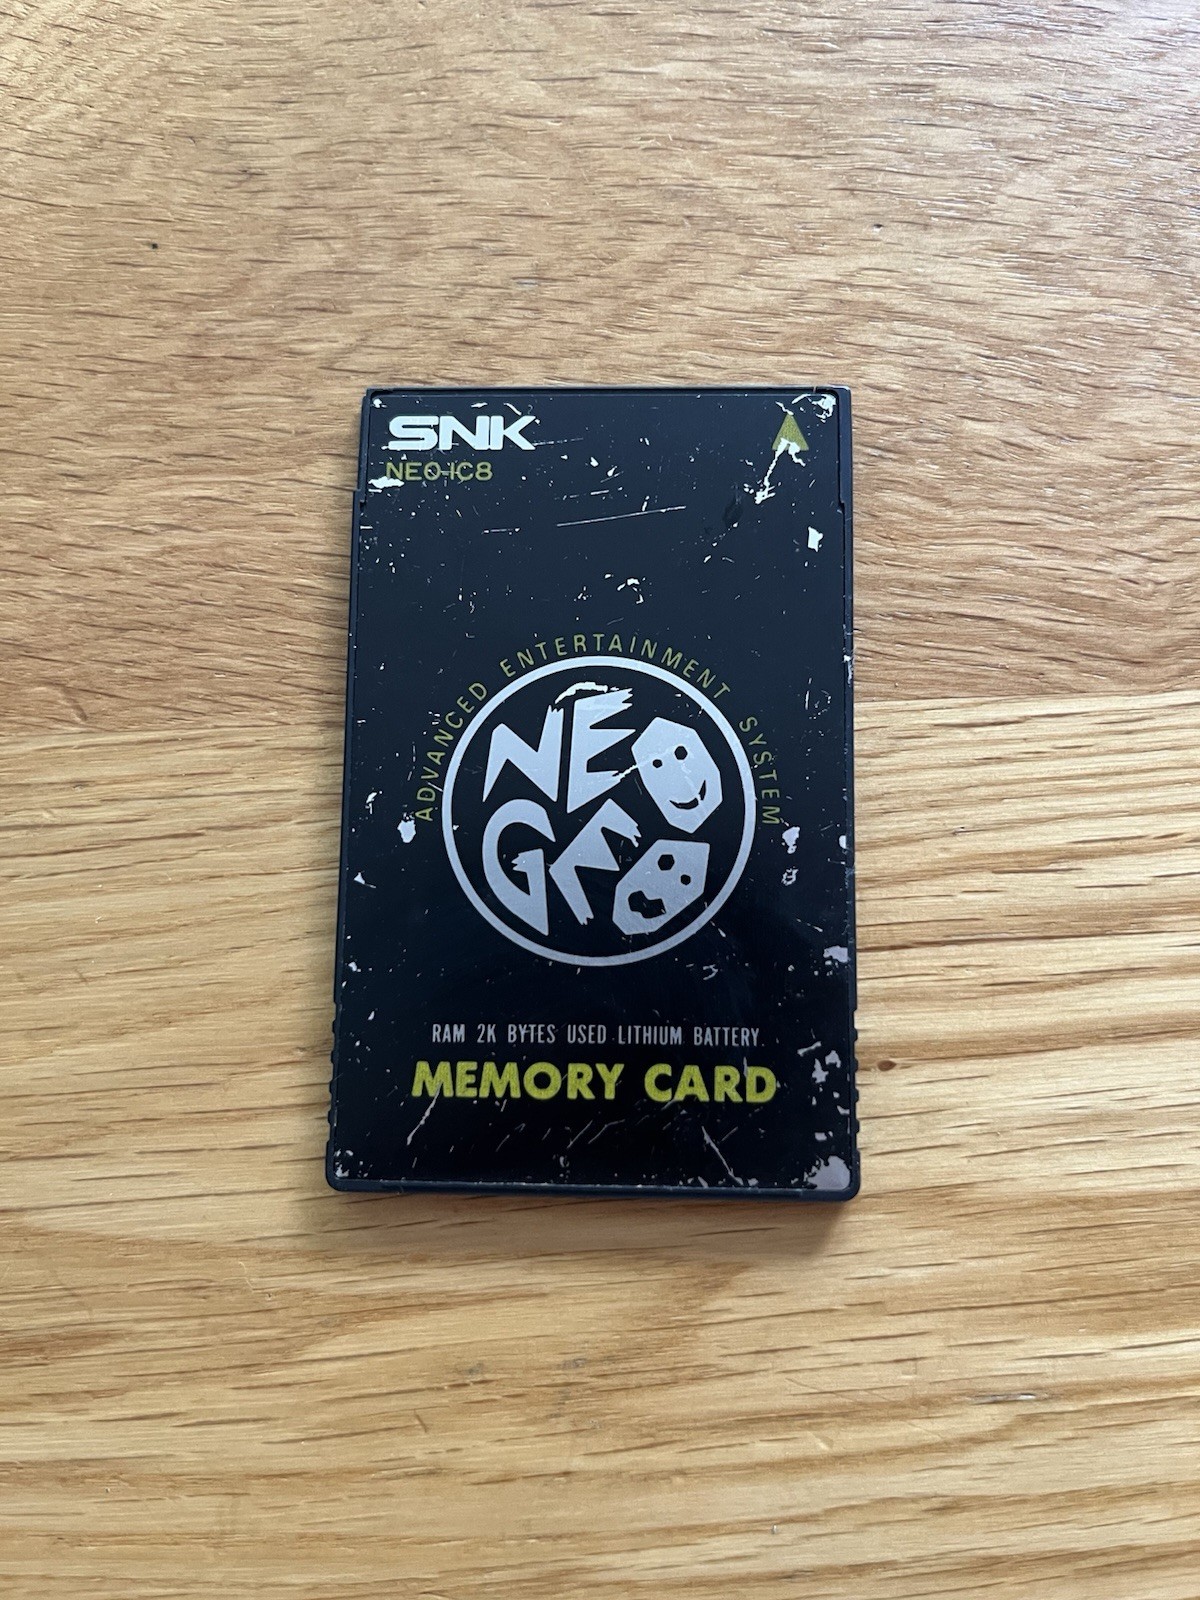 SNK
NEO-IC8
ADVANCED ENTERTAINMENT SYSTEM
NEO
GEO
RAM 2K BYTES USED LITHIUM BATTERY.
MEMORY CARD